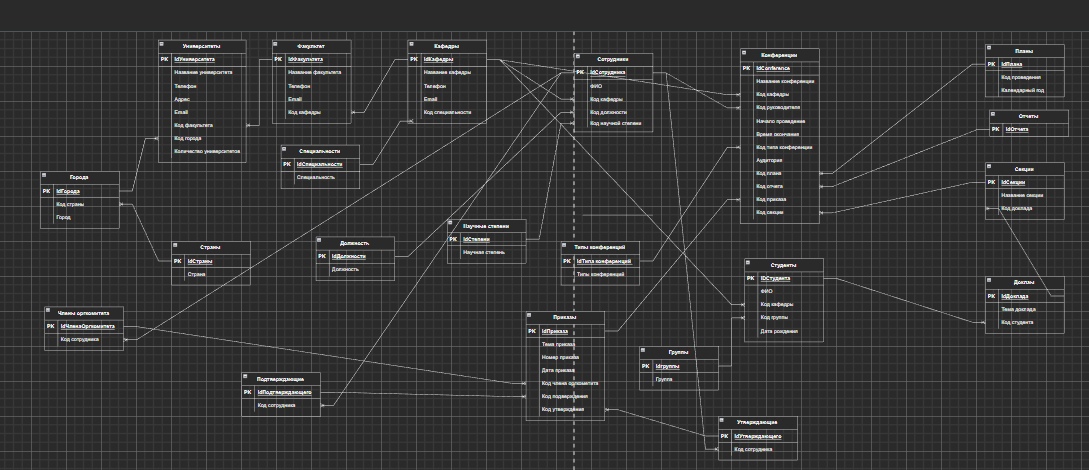 Университеты
PK IdУниверситета
Название университета
Телефон
Адрес
Email
Код факультета
Код города
Количество университетов
Факультет
PK IdФакультета
Название факультета
Телефон
Email
Код кафедры
Кафедры
PK IdКафедры
Название кафедры
Телефон
Email
Код специальности
Сотрудники
PK IdСотрудника
ФИО
Код кафедры
Код должности
Код научной степени
Конференции
PK IdConference
Название конференции
Код кафедры
Код руководителя
Начало проведения
Время окончания
Код типа конференции
Аудитория
Код плана
Код отчета
Код приказа
Код секции
Планы
PK IdПлана
Код проведения
Календарный год
Отчеты
PK IdОтчета
Специальности
PK IdСпециальности
Специальность
Секции
PK IdСекции
Название секции
Код доклада
Города
PK IdГорода
Код страны
Город
Страны
PK IdСтраны
Страна
Должность
PK IdДолжности
Должность
Научные степени
PK IdСтепени
Научная степень
Типы конференций
PK IdТипа конференций
Типы конференций
Студенты
PK IDСтудента
ФИО
Код кафедры
Код группы
Дата рождения
Доклады
PK IdДоклада
Тема доклада
Код студента
Члены оргкомитета
PK IdЧленаОргкомитета
Код сотрудника
Приказы
PK IdПриказа
Тема приказа
Номер приказа
Дата приказа
Код члена оргкомитета
Код подтверждения
Код утверждения
Группы
PK Idгруппы
Группа
Подтверждающие
PK IdПодтверждающего
Код сотрудника
Утверждающие
PK IdУтверждающего
Код сотрудника